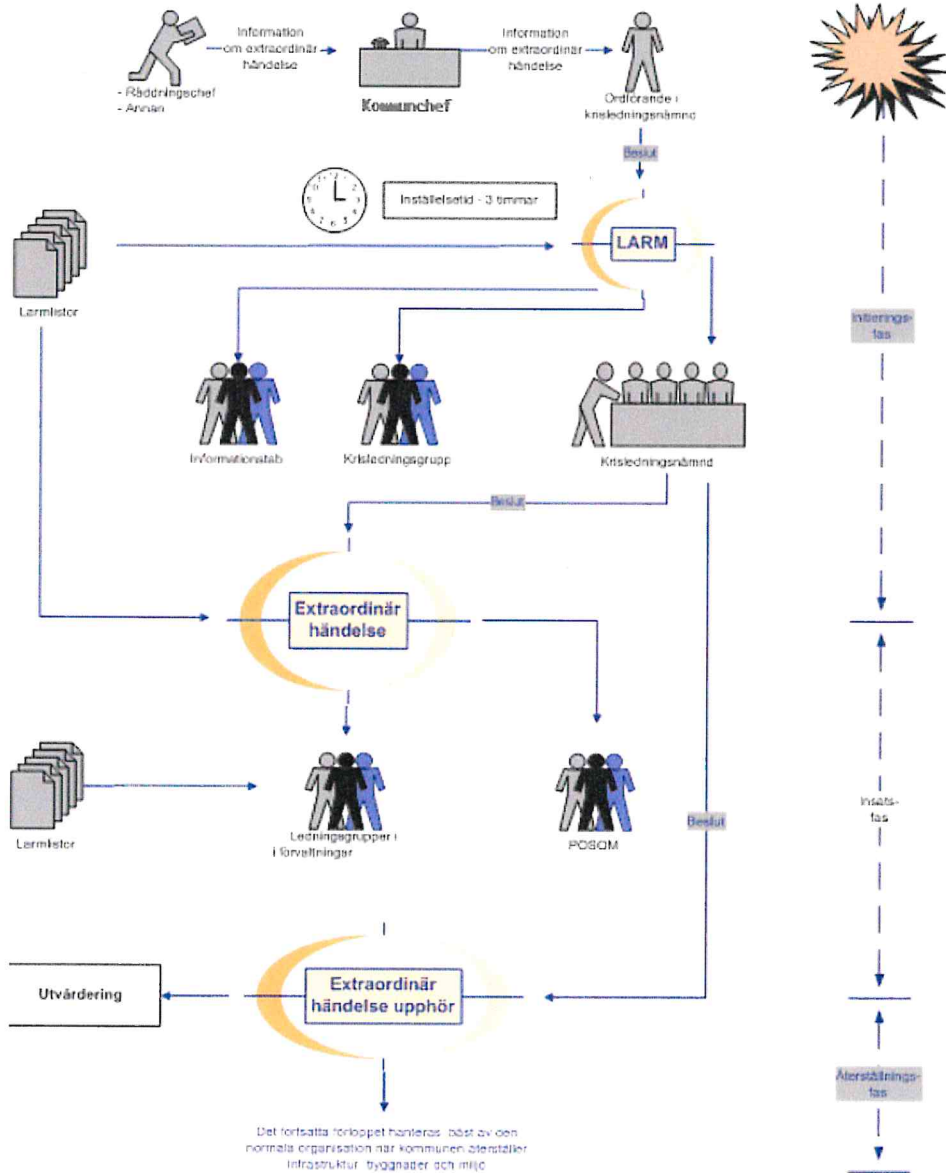 Information
om extraordinär
händelse
Information
om extraordinär
händelse
- Räddningschef
- Annan
Kommunchef
Ordförande i
krisledningsnämnd
Beslut
Inställelsetid - 3 timmar
LARM
Larmlistor
Initierings-
fas
Informationstab
Krisledningsgrupp
Krisledningsnämnd
Beslut
Extraordinär
händelse
Larmlistor
Ledningsgrupper i
i förvaltningar
POSOM
Beslut
Insats-
fas
Utvärdering
Extraordinär
händelse upphör
Återställnings-
fas
Det fortsatta förloppet hanteras bäst av den
normala organisation när kommunen återställer
infrastruktur, byggnader och miljö